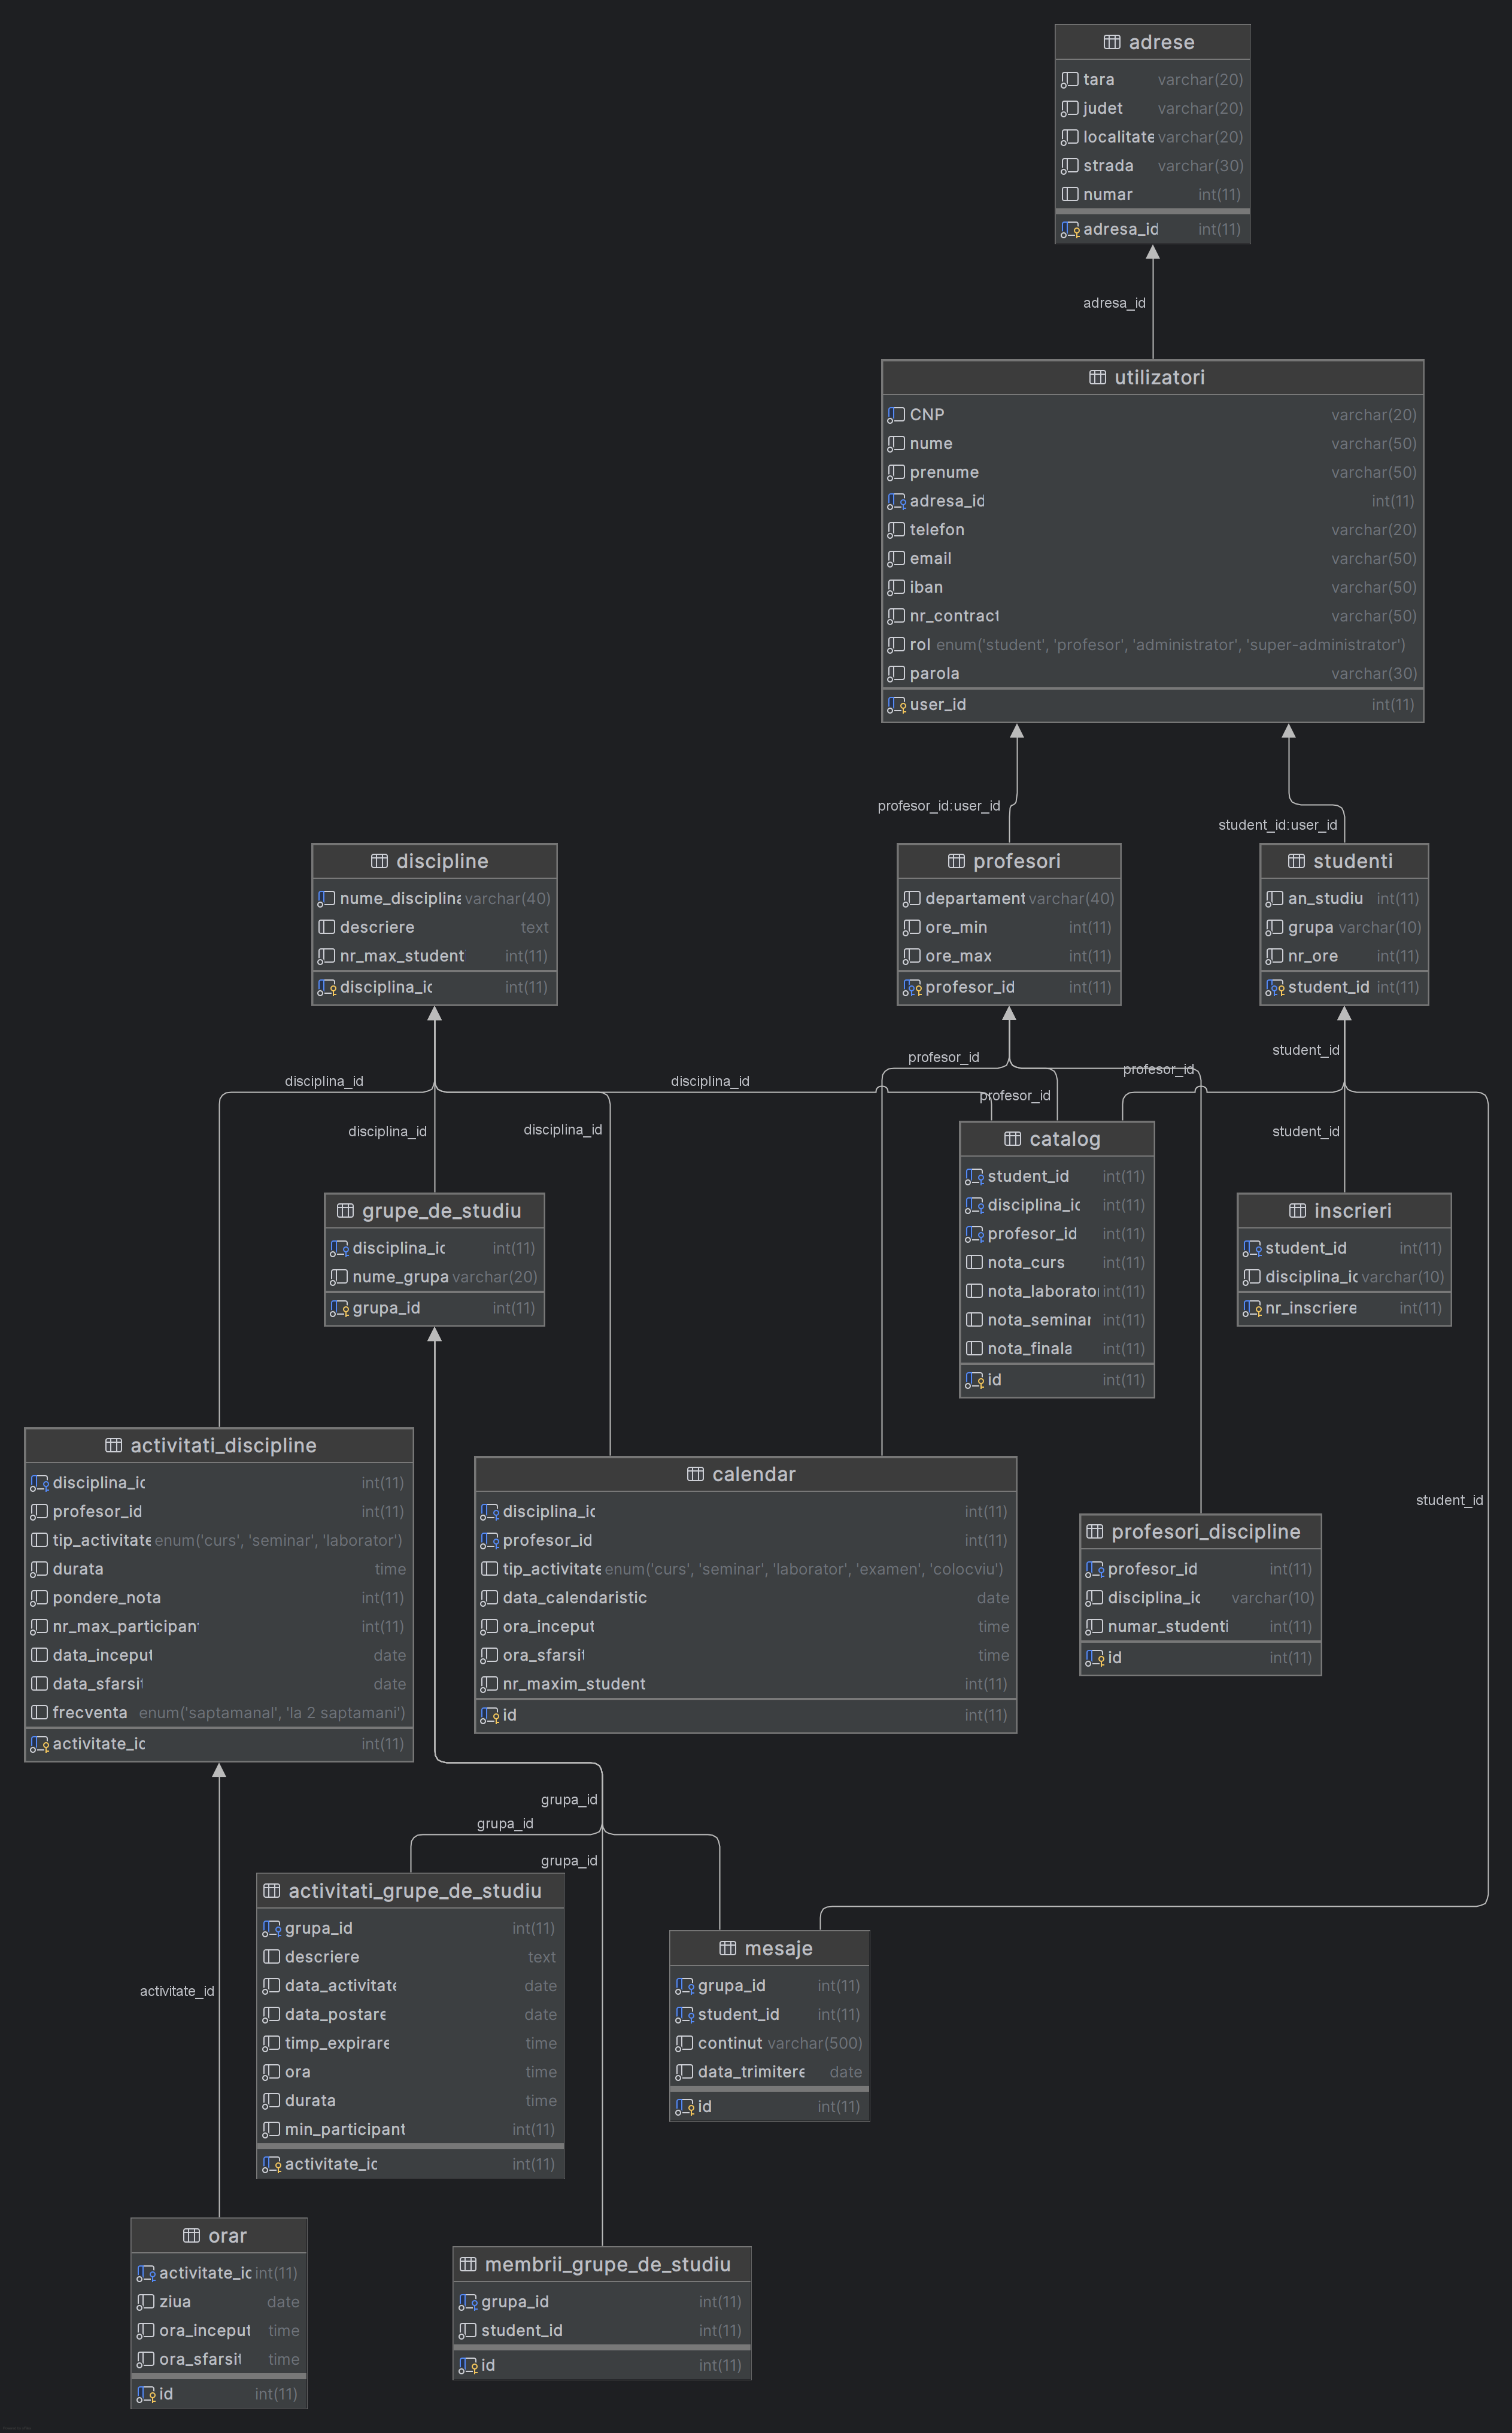 adrese
tara varchar(20)
judet varchar(20)
localitate varchar(20)
strada varchar(30)
numar int(11)
adresa_id int(11)
adresa_id
utilizatori
CNP varchar(20)
nume varchar(50)
prenume varchar(50)
adresa_id int(11)
telefon varchar(20)
email varchar(50)
iban varchar(50)
nr_contract varchar(50)
rol enum('student', 'profesor', 'administrator', 'super-administrator')
parola varchar(30)
user_id int(11)
profesor_id:user_id
student_id:user_id
discipline
nume_disciplina varchar(40)
descriere text
nr_max_student int(11)
disciplina_id int(11)
profesori
departament varchar(40)
ore_min int(11)
ore_max int(11)
profesor_id int(11)
studenti
an_studiu int(11)
grupa varchar(10)
nr_ore int(11)
student_id int(11)
disciplina_id
disciplina_id
disciplina_id
disciplina_id
profesor_id
profesor_id
profesor_id
student_id
student_id
catalog
student_id int(11)
disciplina_id int(11)
profesor_id int(11)
nota_curs int(11)
nota_laborato int(11)
nota_seminar int(11)
nota_finala int(11)
id int(11)
grupe_de_studiu
disciplina_id int(11)
nume_grupa varchar(20)
grupa_id int(11)
inscrieri
student_id int(11)
disciplina_id varchar(10)
nr_inscriere int(11)
activitati_discipline
disciplina_id int(11)
profesor_id int(11)
tip_activitate enum('curs', 'seminar', 'laborator')
durata time
pondere_nota int(11)
nr_max_participan int(11)
data_inceput date
data_sfarsit date
frecventa enum('saptamanal', 'la 2 saptamani')
activitate_id int(11)
calendar
disciplina_id int(11)
profesor_id int(11)
tip_activitate enum('curs', 'seminar', 'laborator', 'examen', 'colocviu')
data_calendaristic date
ora_inceput time
ora_sfarsit time
nr_maxim_student int(11)
id int(11)
student_id
profesori_discipline
profesor_id int(11)
disciplina_id varchar(10)
numar_studenti int(11)
id int(11)
grupa_id
grupa_id
grupa_id
activitati_grupe_de_studiu
grupa_id int(11)
descriere text
data_activitate date
data_postare date
timp_expirare time
ora time
durata time
min_participant int(11)
activitate_id int(11)
mesaje
grupa_id int(11)
student_id int(11)
continut varchar(500)
data_trimitere date
id int(11)
activitate_id
orar
activitate_id int(11)
ziua date
ora_inceput time
ora_sfarsit time
id int(11)
membrii_grupe_de_studiu
grupa_id int(11)
student_id int(11)
id int(11)